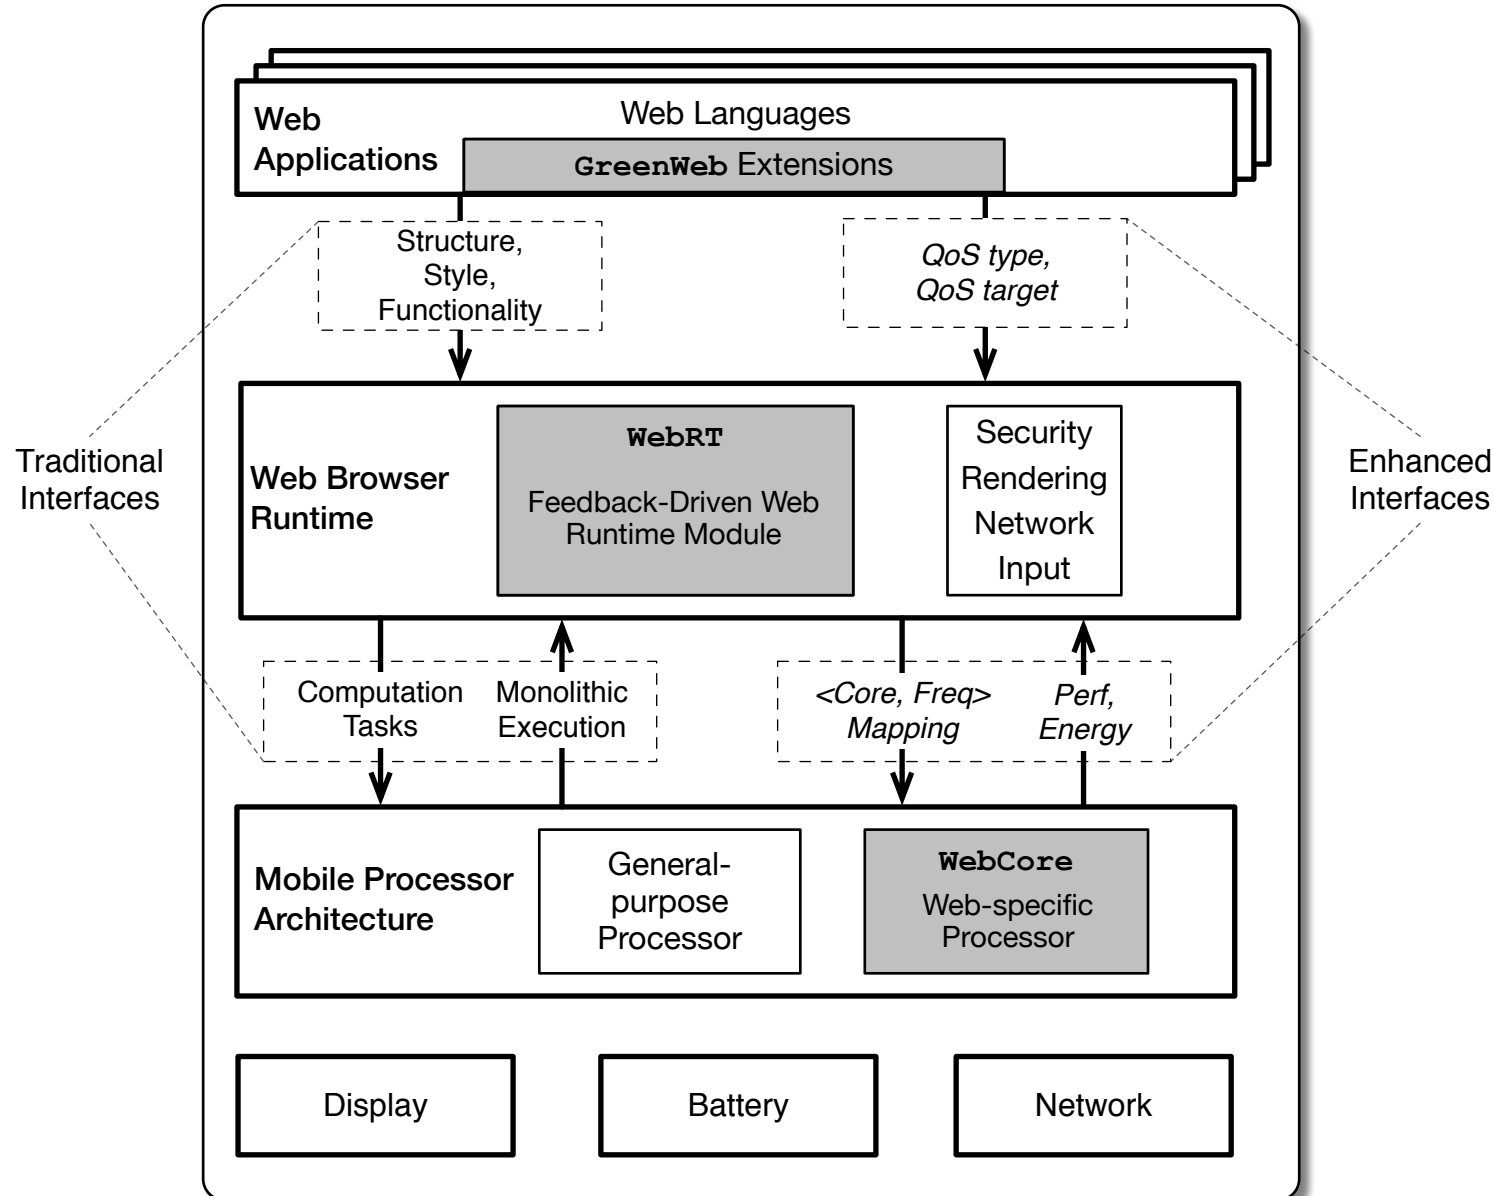 Web Languages
Web
Applications
GreenWeb Extensions
Structure,
Style,
Functionality
QoS type,
QoS target
Traditional
Interfaces
Enhanced
Interfaces
Web Browser
Runtime
WebRT
Feedback-Driven Web
Runtime Module
Security
Rendering
Network
Input
Computation
Tasks
Monolithic
Execution
<Core, Freq>
Mapping
Perf,
Energy
Mobile Processor
Architecture
General-
purpose
Processor
WebCore
Web-specific
Processor
Display
Battery
Network